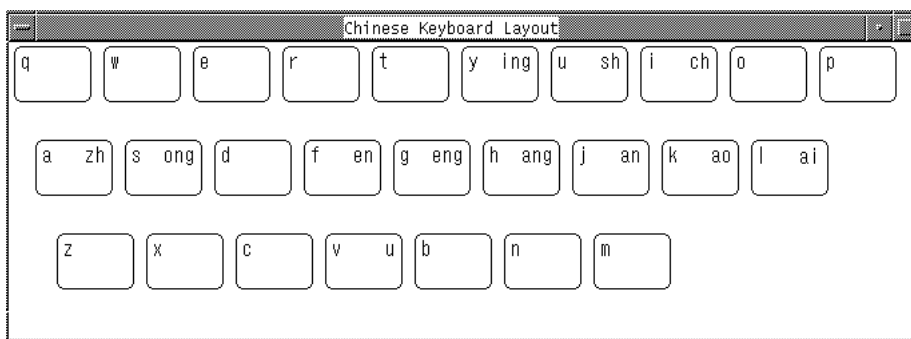 Chinese Keyboard Layout
q w e r t y ing u sh i ch o p
a zh s ong d f en g eng h ang j an k ao l ai
z x c v u b n m